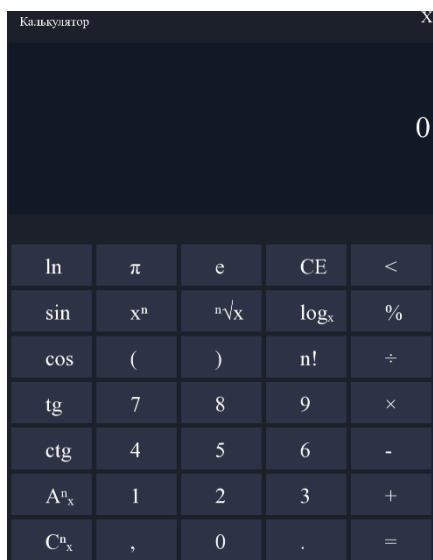 Калькулятор X
0
ln π e CE <
sin xⁿ ⁿ√x logₓ %
cos ( ) n! ÷
tg 7 8 9 ×
ctg 4 5 6 -
Aⁿₓ 1 2 3 +
Cⁿₓ , 0 . =